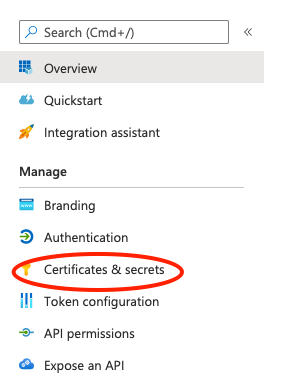 Search (Cmd+/)
Overview
Quickstart
Integration assistant
Manage
Branding
Authentication
Certificates & secrets
Token configuration
API permissions
Expose an API